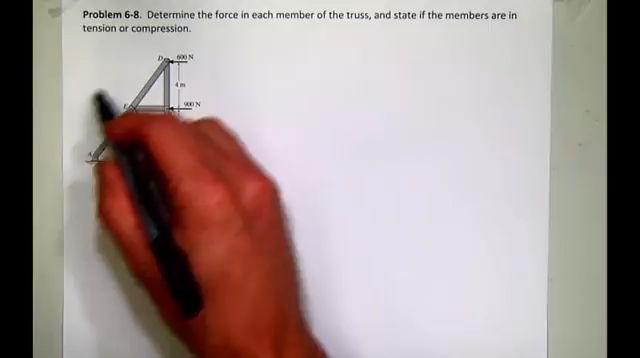 Problem 6-8. Determine the force in each member of the truss, and state if the members are in
tension or compression.
D
600 N
4 m
E
900 N
A